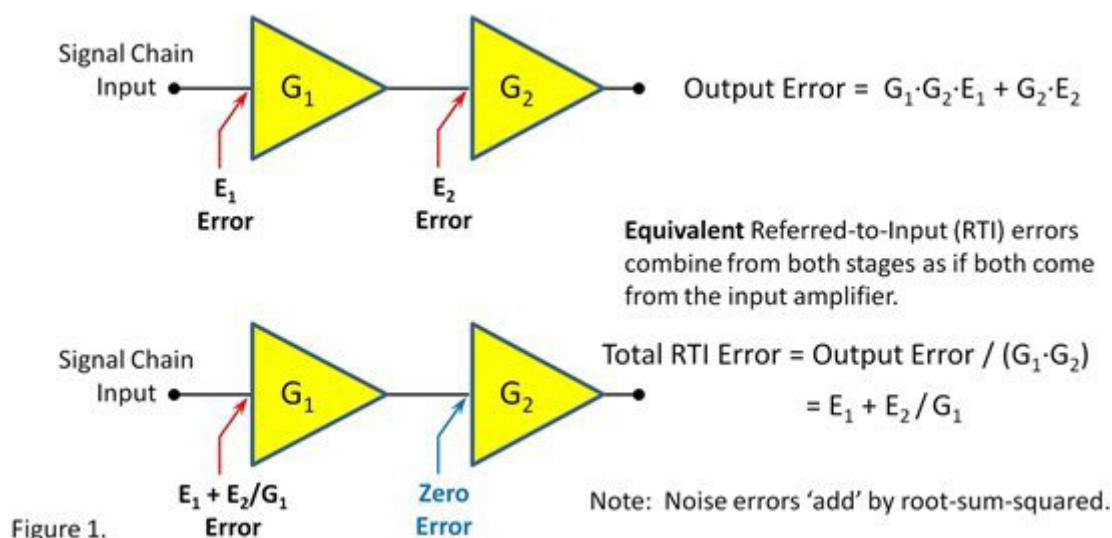 Signal Chain
Input
G₁
G₂
Output Error = G₁·G₂·E₁ + G₂·E₂
E₁
Error
E₂
Error
Equivalent Referred-to-Input (RTI) errors
combine from both stages as if both come
from the input amplifier.
Signal Chain
Input
G₁
G₂
Total RTI Error = Output Error / (G₁·G₂)
= E₁ + E₂ / G₁
E₁ + E₂/G₁
Error
Zero
Error
Note: Noise errors ‘add’ by root-sum-squared.
Figure 1.